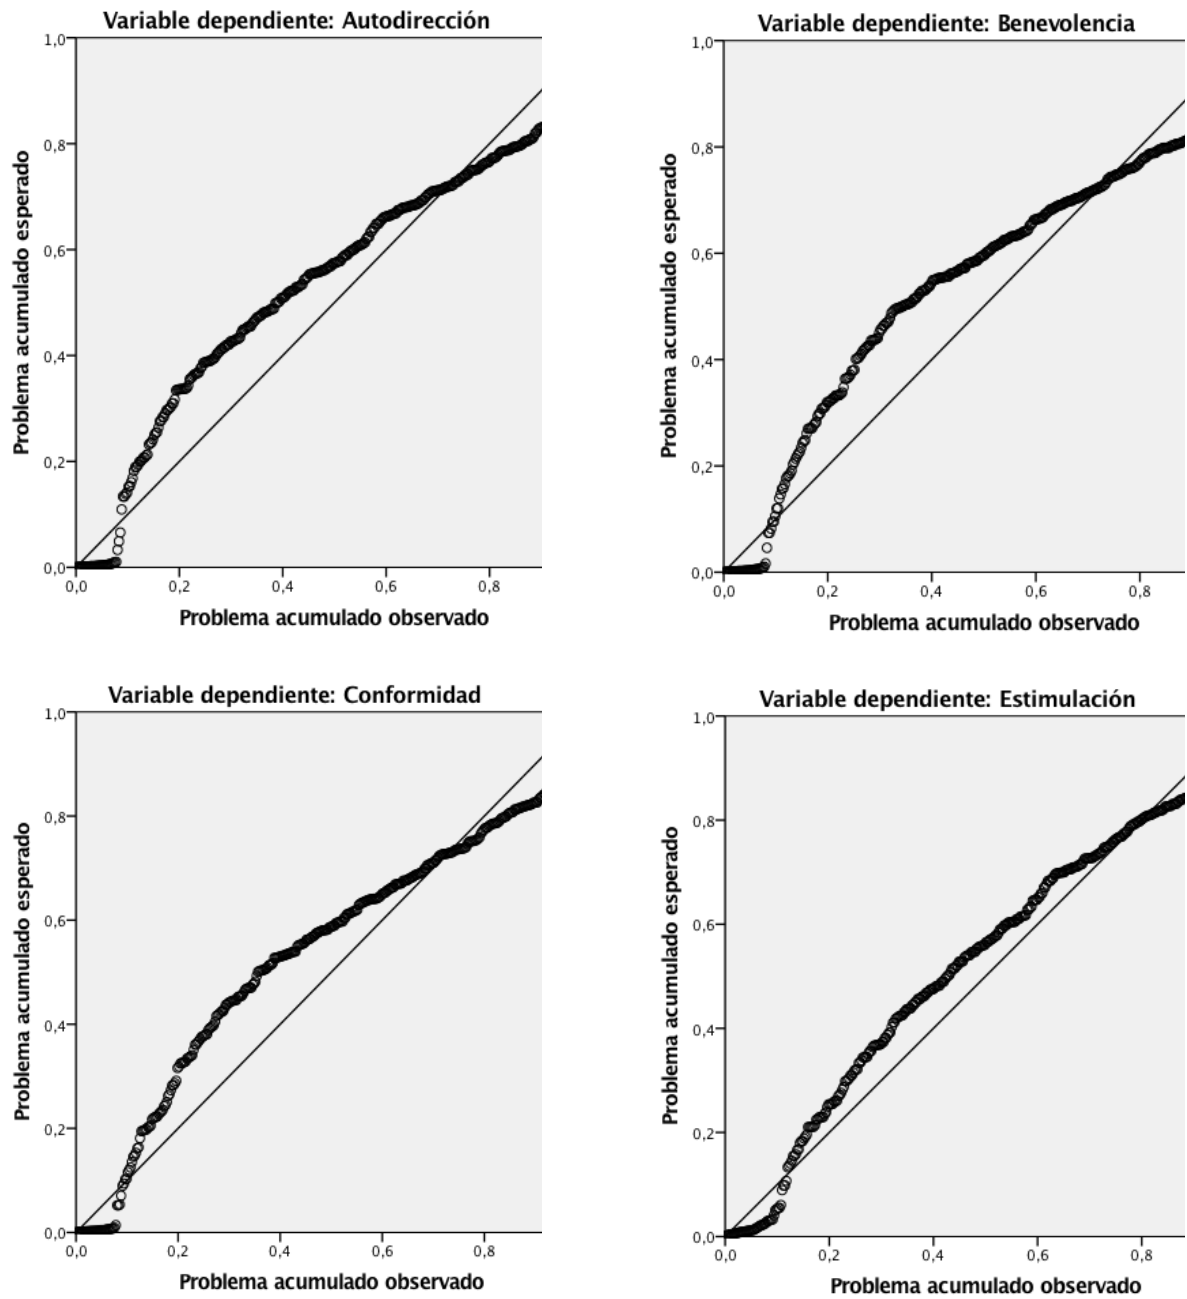 Variable dependiente: Autodirección
1,0
0,8
0,6
0,4
0,2
0,0
Problema acumulado esperado
0,0 0,2 0,4 0,6 0,8
Problema acumulado observado
Variable dependiente: Benevolencia
1,0
0,8
0,6
0,4
0,2
0,0
Problema acumulado esperado
0,0 0,2 0,4 0,6 0,8
Problema acumulado observado
Variable dependiente: Conformidad
1,0
0,8
0,6
0,4
0,2
0,0
Problema acumulado esperado
0,0 0,2 0,4 0,6 0,8
Problema acumulado observado
Variable dependiente: Estimulación
1,0
0,8
0,6
0,4
0,2
0,0
Problema acumulado esperado
0,0 0,2 0,4 0,6 0,8
Problema acumulado observado